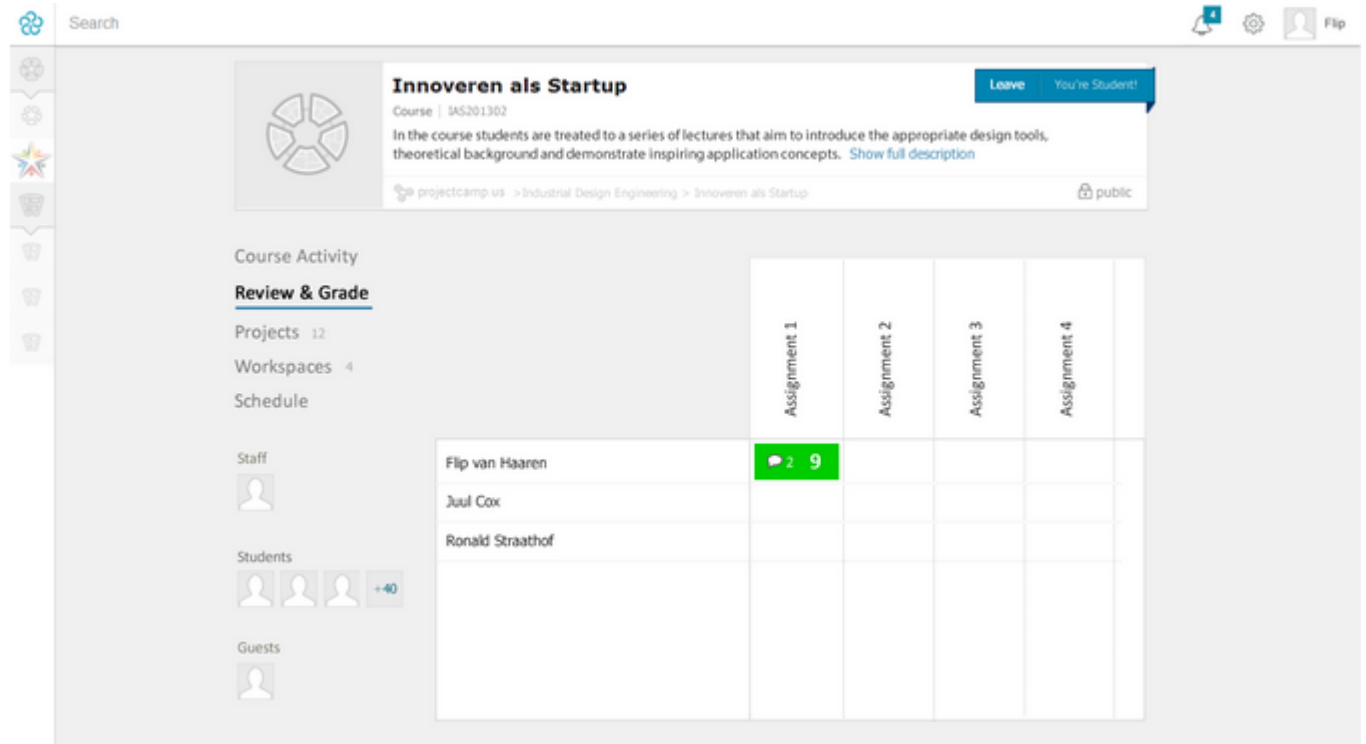 Search
4
Flip
Innoveren als Startup
Leave You're Student!
Course | IAS201302
In the course students are treated to a series of lectures that aim to introduce the appropriate design tools,
theoretical background and demonstrate inspiring application concepts. Show full description
projectcamp.us > Industrial Design Engineering > Innoveren als Startup
public
Course Activity
Review & Grade
Projects 12
Workspaces 4
Schedule
Assignment 1
Assignment 2
Assignment 3
Assignment 4
Staff
Students
+40
Guests
Flip van Haaren
2 9
Juul Cox
Ronald Straathof